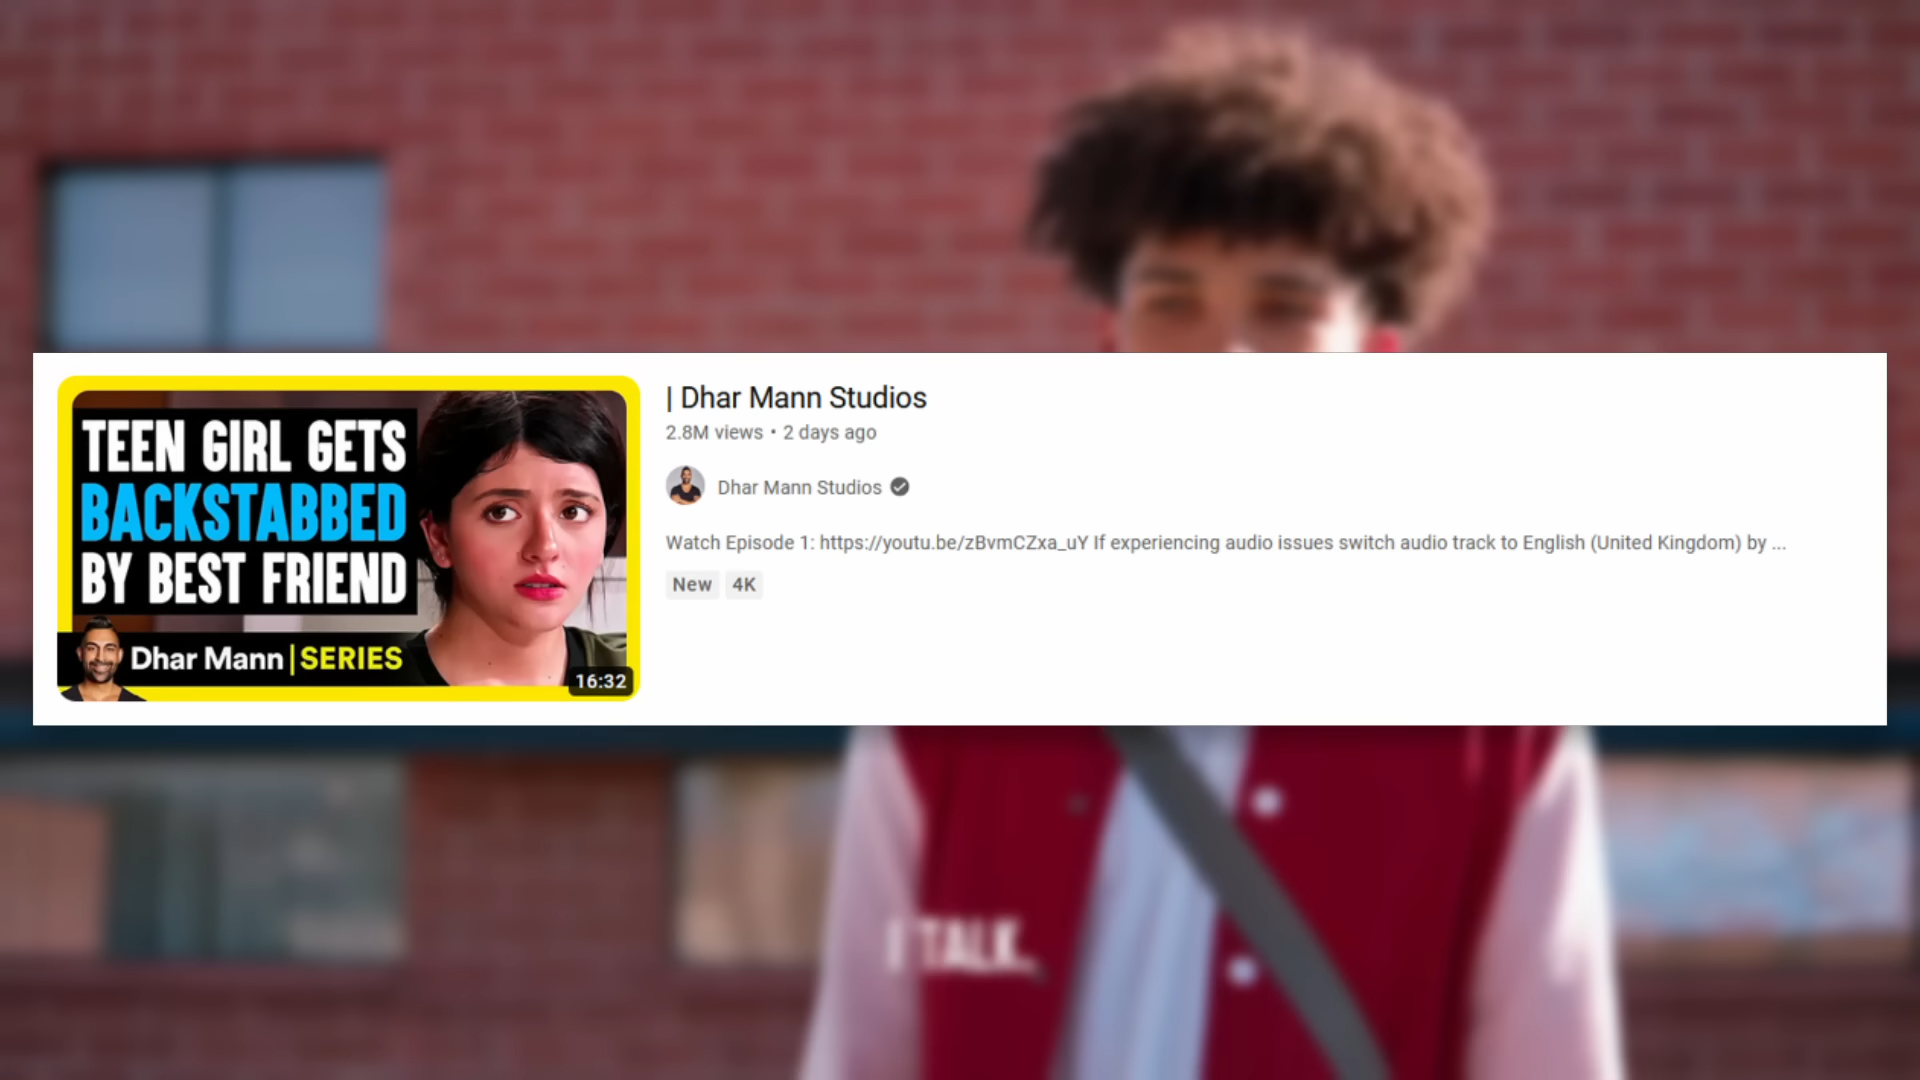 TEEN GIRL GETS
BACKSTABBED
BY BEST FRIEND
Dhar Mann | SERIES
16:32
| Dhar Mann Studios
2.8M views • 2 days ago
Dhar Mann Studios
Watch Episode 1: https://youtu.be/zBvmCZxa_uY If experiencing audio issues switch audio track to English (United Kingdom) by ...
New 4K
I TALK.